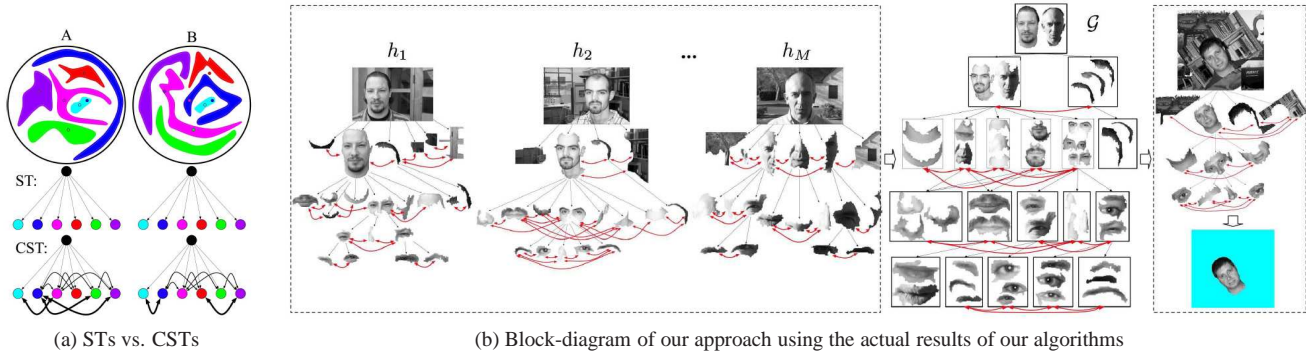 A B
ST:
CST:
(a) STs vs. CSTs
h₁ h₂ ... h_M
𝒢
(b) Block-diagram of our approach using the actual results of our algorithms